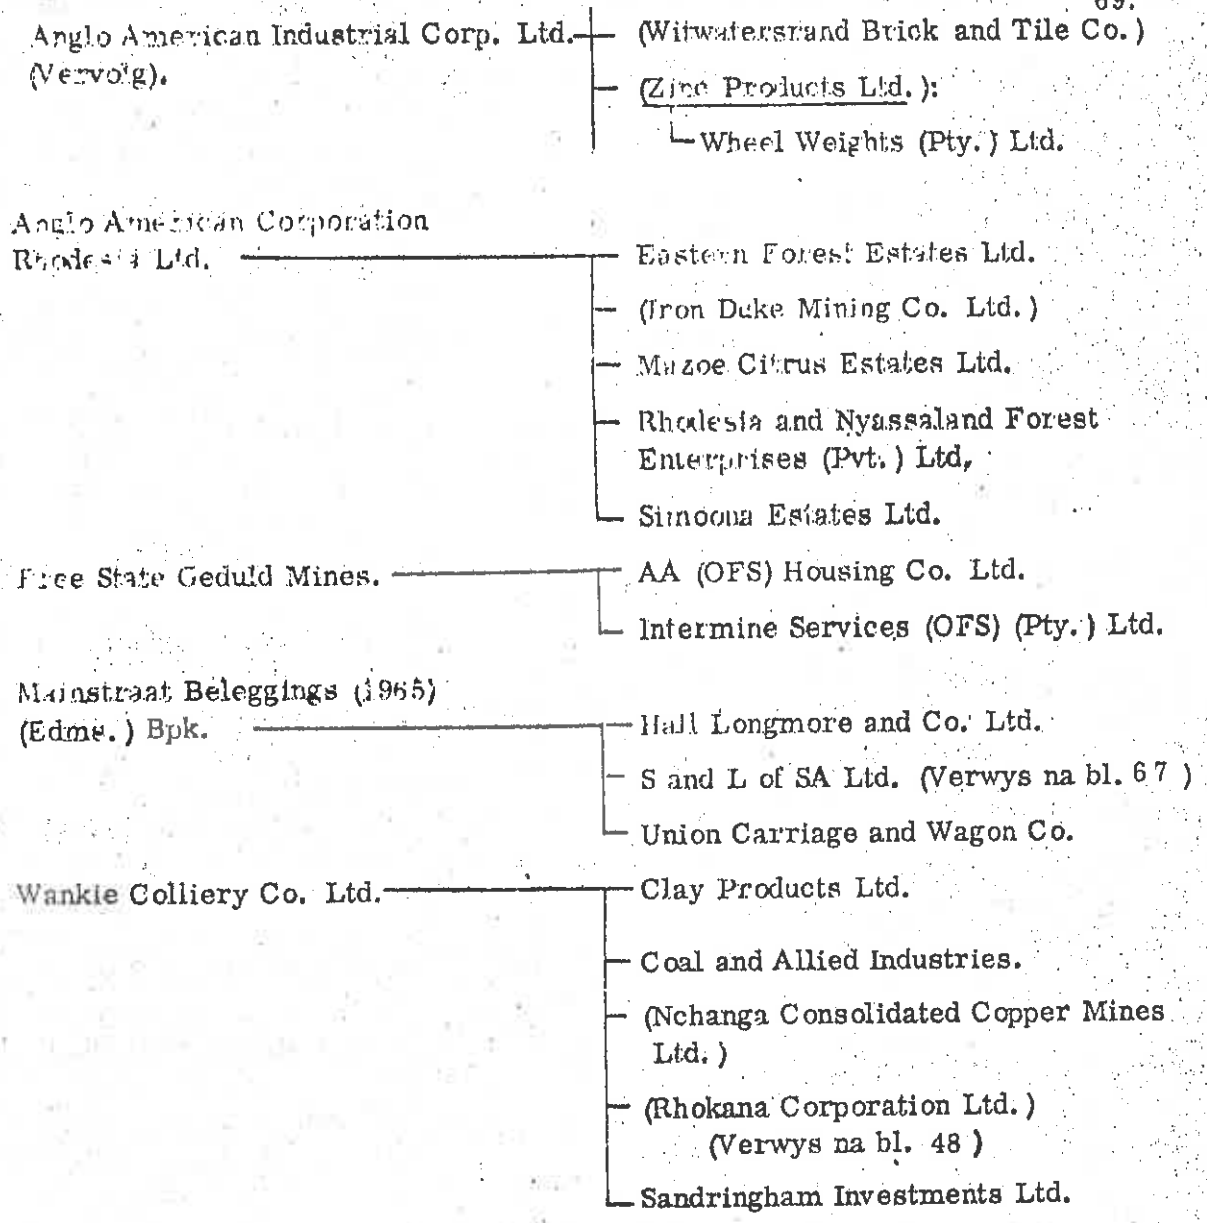 69.
Anglo American Industrial Corp. Ltd.
(Vervolg).
(Witwatersrand Brick and Tile Co.)
(Zinc Products Ltd.):
Wheel Weights (Pty.) Ltd.
Anglo American Corporation
Rhodesia Ltd.
Eastern Forest Estates Ltd.
(Iron Duke Mining Co. Ltd.)
Mazoe Citrus Estates Ltd.
Rhodesia and Nyassaland Forest
Enterprises (Pvt.) Ltd.
Simoona Estates Ltd.
Free State Geduld Mines.
AA (OFS) Housing Co. Ltd.
Intermine Services (OFS) (Pty.) Ltd.
Mainstraat Beleggings (1965)
(Edms.) Bpk.
Hall Longmore and Co. Ltd.
S and L of SA Ltd. (Verwys na bl. 67)
Union Carriage and Wagon Co.
Wankie Colliery Co. Ltd.
Clay Products Ltd.
Coal and Allied Industries.
(Nchanga Consolidated Copper Mines
Ltd.)
(Rhokana Corporation Ltd.)
(Verwys na bl. 48)
Sandringham Investments Ltd.